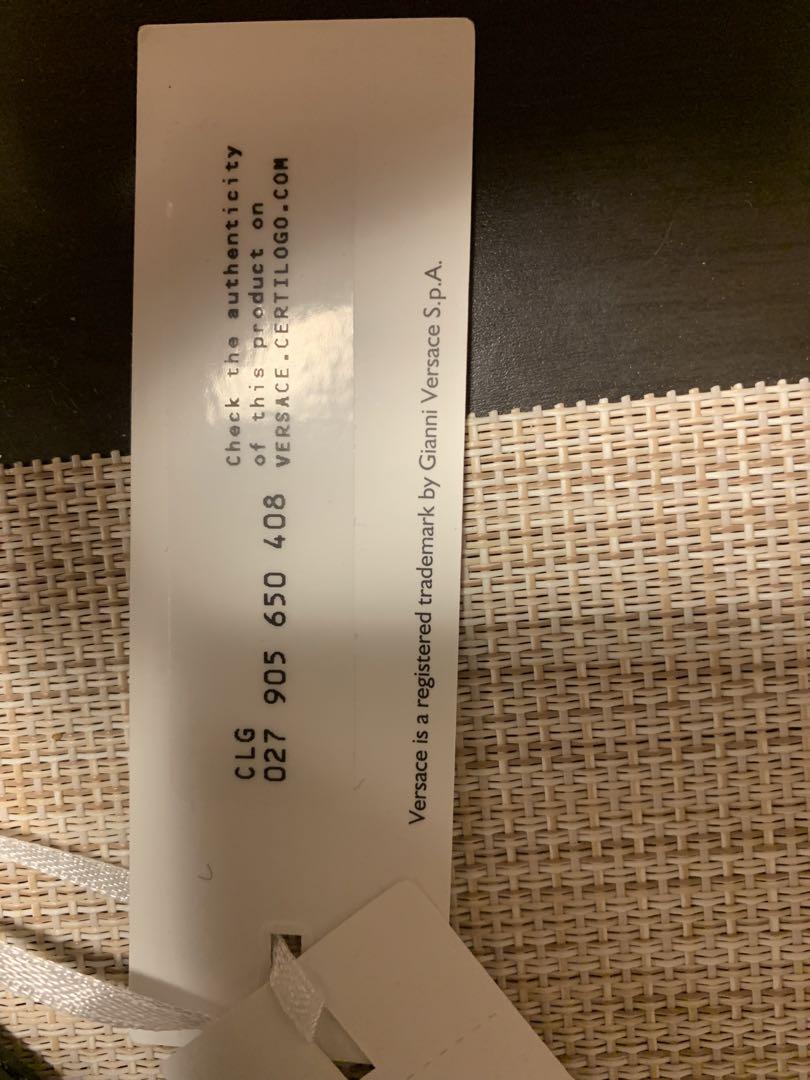 CLG
027 905 650 408
Check the authenticity
of this product on
VERSACE.CERTILOGO.COM
Versace is a registered trademark by Gianni Versace S.p.A.